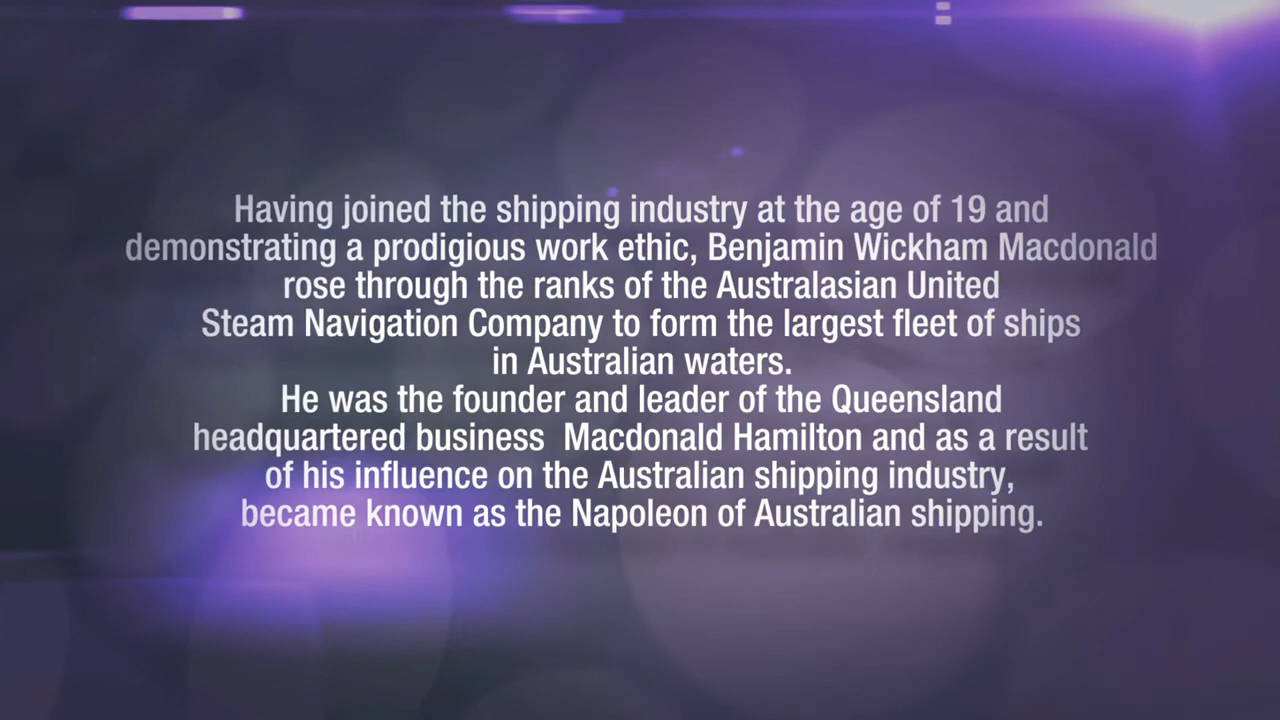 Having joined the shipping industry at the age of 19 and
demonstrating a prodigious work ethic, Benjamin Wickham Macdonald
rose through the ranks of the Australasian United
Steam Navigation Company to form the largest fleet of ships
in Australian waters.
He was the founder and leader of the Queensland
headquartered business  Macdonald Hamilton and as a result
of his influence on the Australian shipping industry,
became known as the Napoleon of Australian shipping.